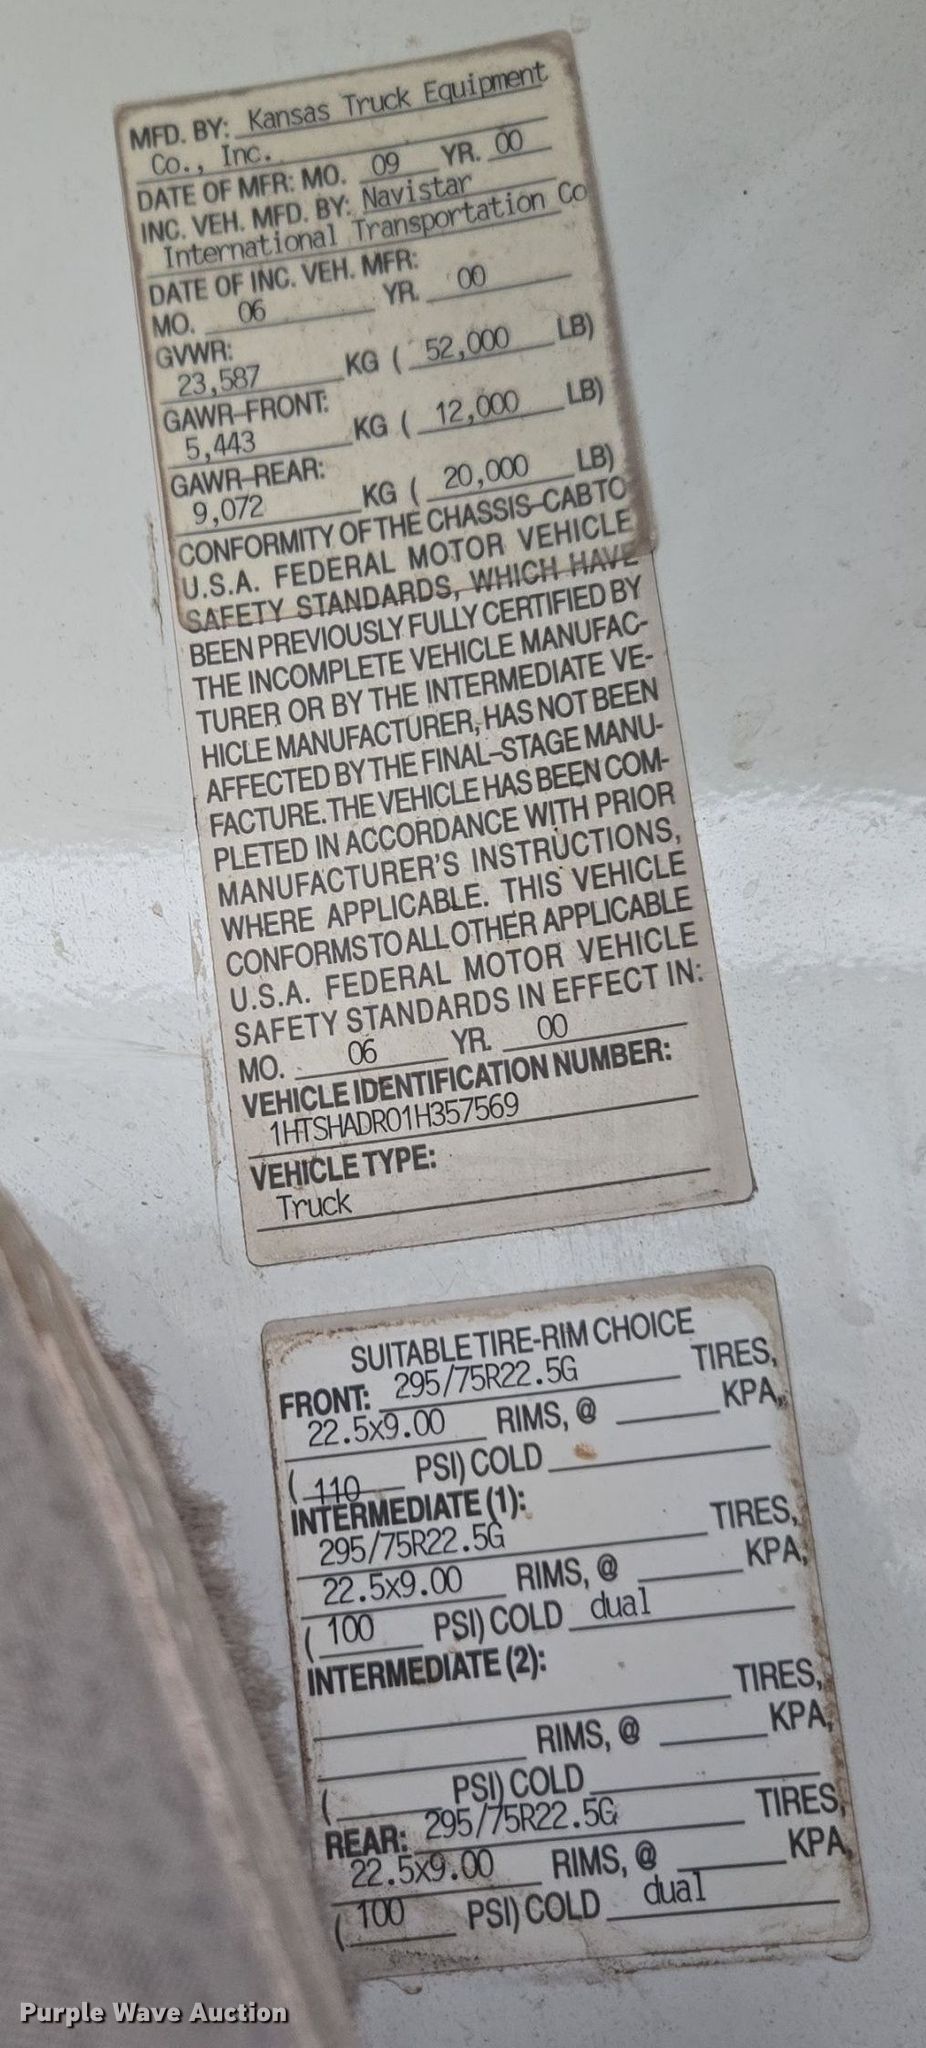 MFD. BY: Kansas Truck Equipment
Co., Inc.
DATE OF MFR: MO. 09 YR. 00
INC. VEH. MFD. BY: Navistar
International Transportation Co
DATE OF INC. VEH. MFR:
MO. 06 YR. 00
GVWR:
23,587 KG ( 52,000 LB)
GAWR-FRONT:
5,443 KG ( 12,000 LB)
GAWR-REAR:
9,072 KG ( 20,000 LB)
CONFORMITY OF THE CHASSIS-CAB TO
U.S.A. FEDERAL MOTOR VEHICLE
SAFETY STANDARDS, WHICH HAVE
BEEN PREVIOUSLY FULLY CERTIFIED BY
THE INCOMPLETE VEHICLE MANUFAC-
TURER OR BY THE INTERMEDIATE VE-
HICLE MANUFACTURER, HAS NOT BEEN
AFFECTED BY THE FINAL-STAGE MANU-
FACTURE. THE VEHICLE HAS BEEN COM-
PLETED IN ACCORDANCE WITH PRIOR
MANUFACTURER'S INSTRUCTIONS,
WHERE APPLICABLE. THIS VEHICLE
CONFORMS TO ALL OTHER APPLICABLE
U.S.A. FEDERAL MOTOR VEHICLE
SAFETY STANDARDS IN EFFECT IN:
MO. 06 YR. 00
VEHICLE IDENTIFICATION NUMBER:
1HTSHADR01H357569
VEHICLE TYPE:
Truck
SUITABLE TIRE-RIM CHOICE
FRONT: 295/75R22.5G TIRES,
22.5x9.00 RIMS, @ KPA,
( 110 PSI) COLD
INTERMEDIATE (1):
295/75R22.5G TIRES,
22.5x9.00 RIMS, @ KPA,
( 100 PSI) COLD dual
INTERMEDIATE (2):
TIRES,
RIMS, @ KPA,
( PSI) COLD
REAR: 295/75R22.5G TIRES,
22.5x9.00 RIMS, @ KPA,
( 100 PSI) COLD dual
Purple Wave Auction